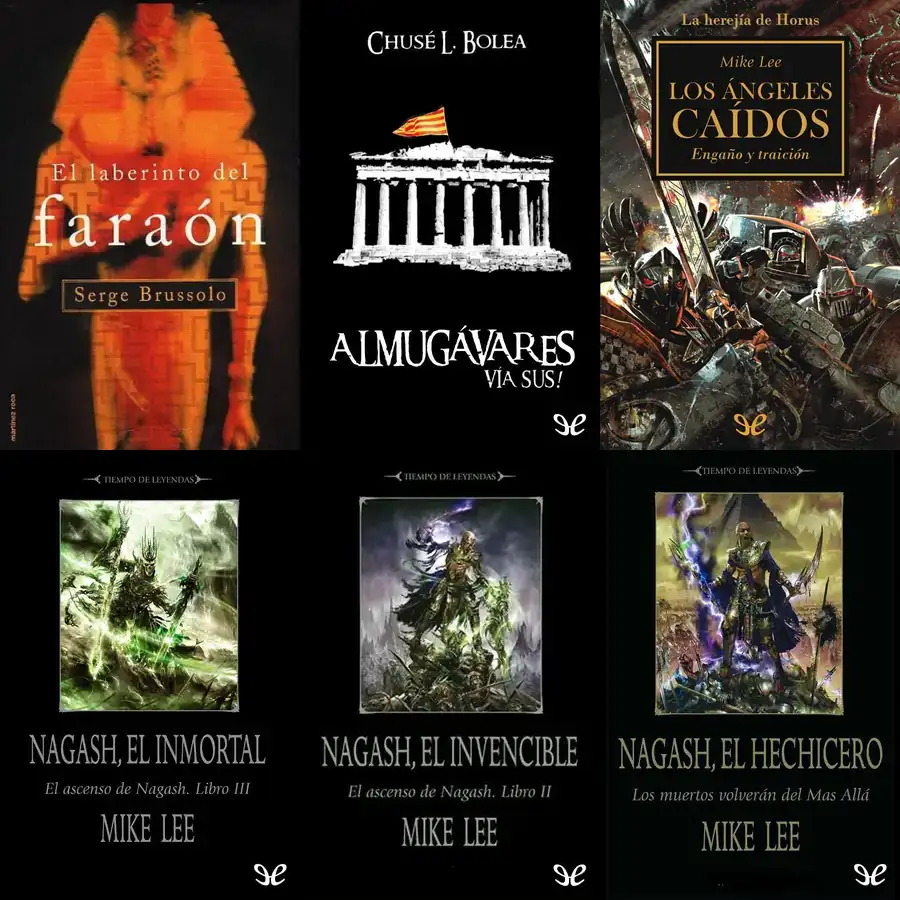 El laberinto del
faraón
Serge Brussolo
martínez roca
CHUSÉ L. BOLEA
ALMUGÁVARES
VÍA SUS!
La herejía de Horus
Mike Lee
LOS ÁNGELES
CAÍDOS
Engaño y traición
TIEMPO DE LEYENDAS
NAGASH, EL INMORTAL
El ascenso de Nagash. Libro III
MIKE LEE
TIEMPO DE LEYENDAS
NAGASH, EL INVENCIBLE
El ascenso de Nagash. Libro II
MIKE LEE
TIEMPO DE LEYENDAS
NAGASH, EL HECHICERO
Los muertos volverán del Mas Allá
MIKE LEE